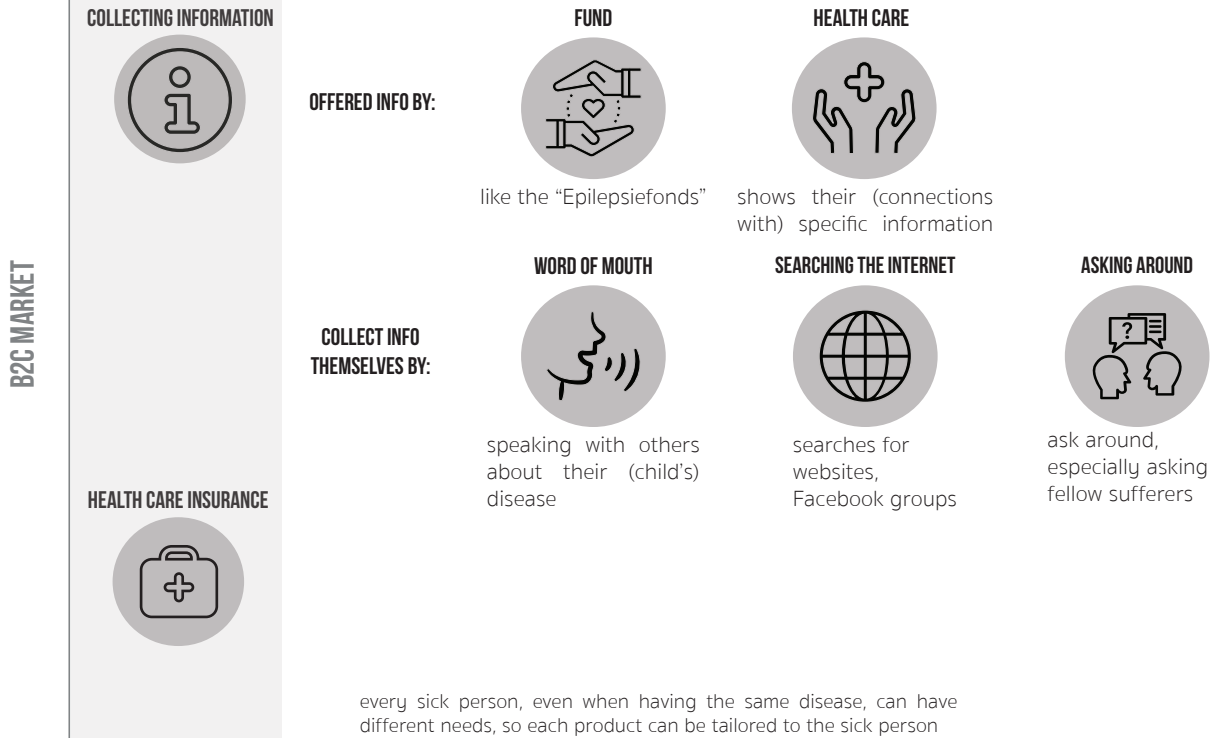 B2C MARKET
COLLECTING INFORMATION
OFFERED INFO BY:
FUND
like the “Epilepsiefonds”
HEALTH CARE
shows their (connections
with) specific information
COLLECT INFO
THEMSELVES BY:
WORD OF MOUTH
speaking with others
about their (child’s)
disease
SEARCHING THE INTERNET
searches for
websites,
Facebook groups
ASKING AROUND
?
ask around,
especially asking
fellow sufferers
HEALTH CARE INSURANCE
every sick person, even when having the same disease, can have
different needs, so each product can be tailored to the sick person